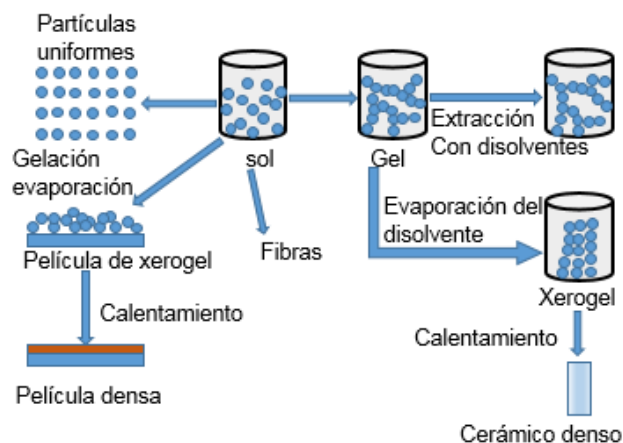 Partículas
uniformes
sol
Gel
Extracción
Con disolventes
Gelación
evaporación
Película de xerogel
Fibras
Evaporación del
disolvente
Xerogel
Calentamiento
Calentamiento
Película densa
Cerámico denso